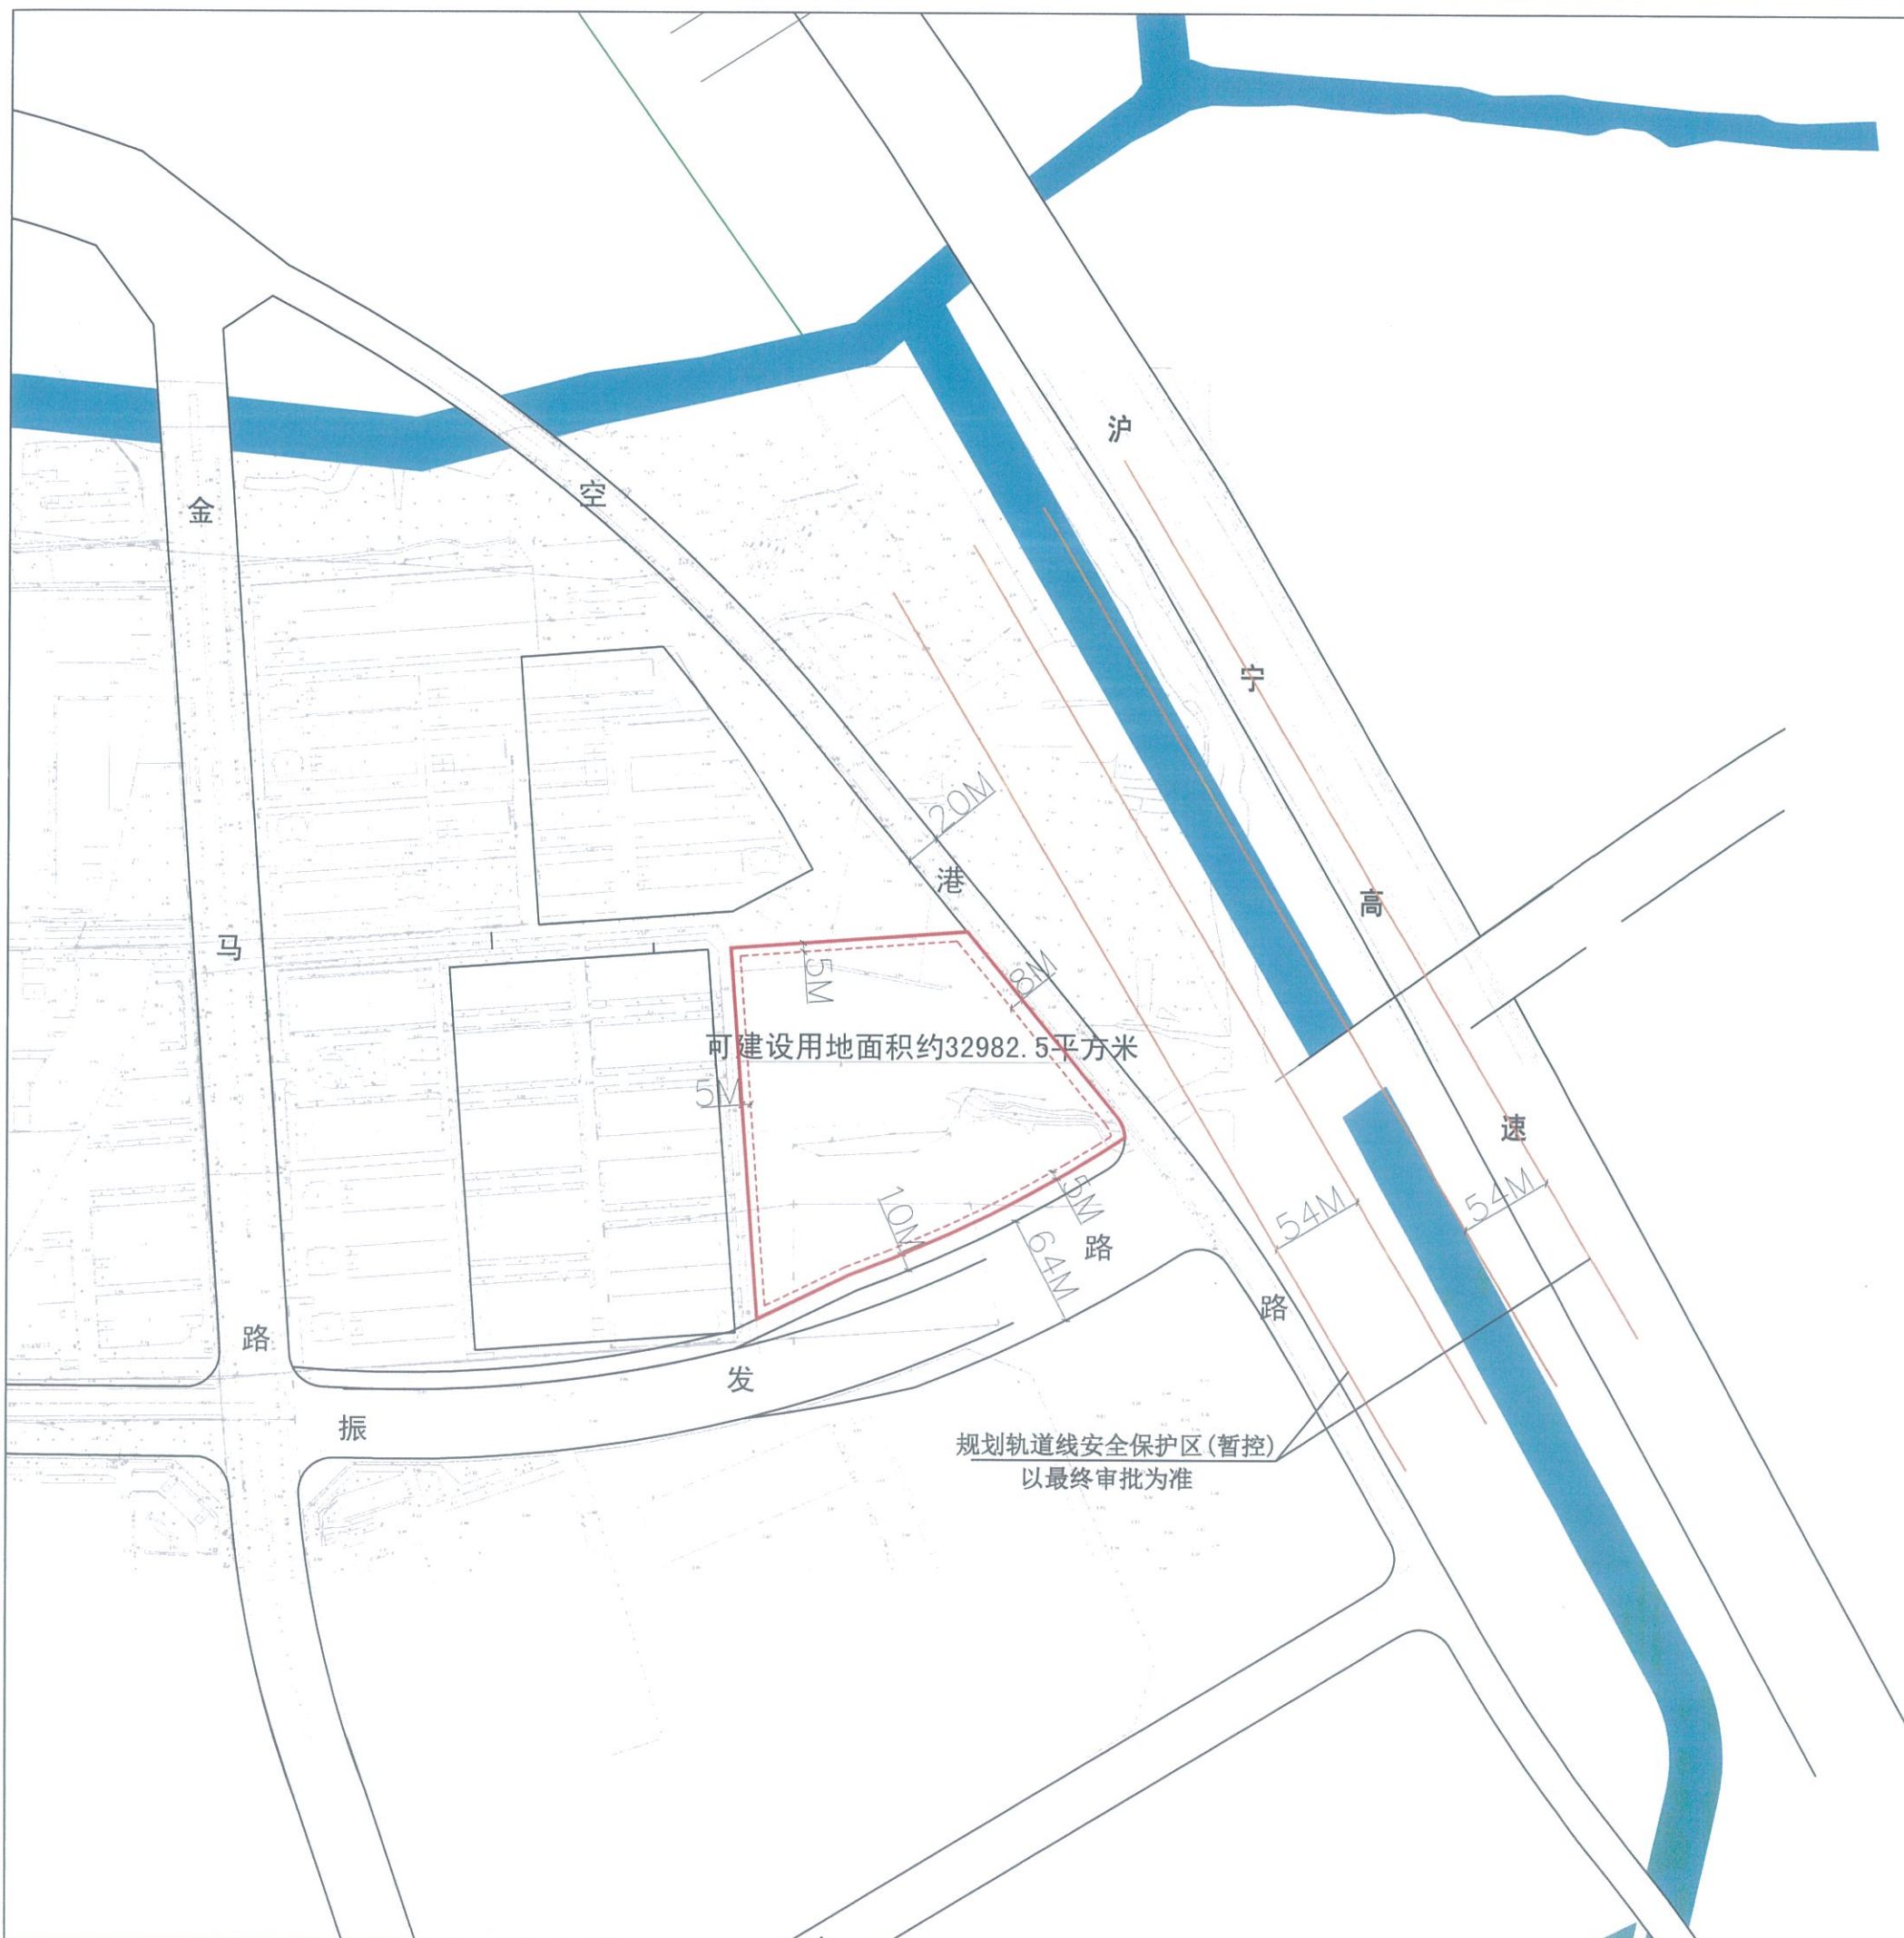 沪
宁
高
速
金
马
路
空
港
路
20M
8M
5M
可建设用地面积约32982.5平方米
5M
10M
5M
64M
54M
54M
振
发
路
规划轨道线安全保护区(暂控)
以最终审批为准